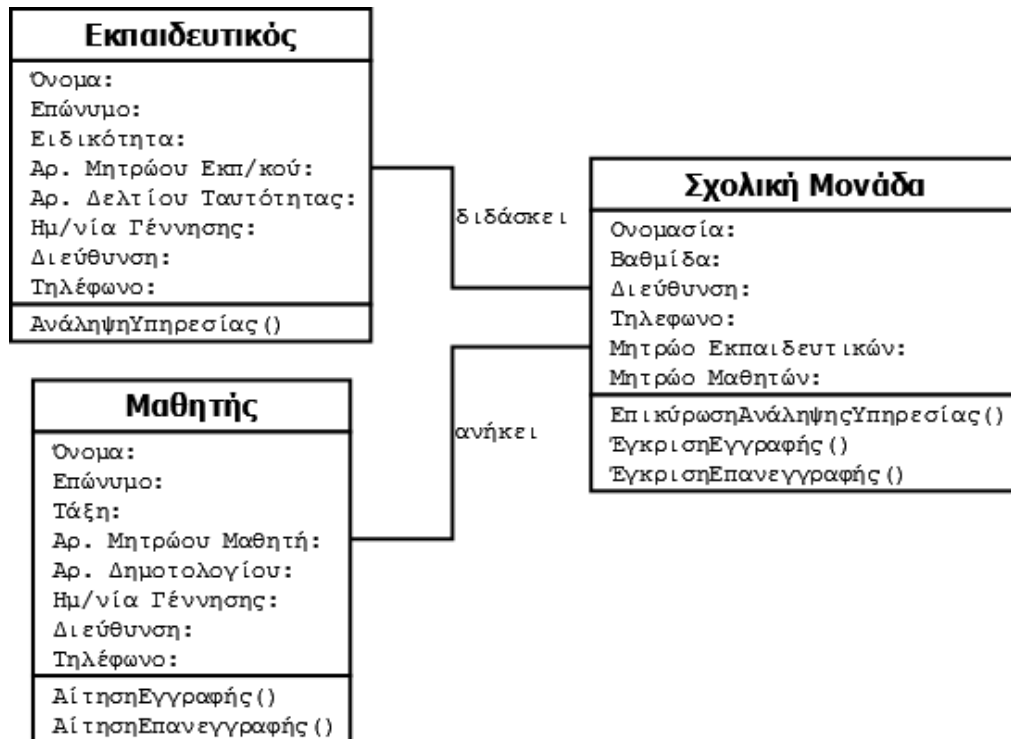 Εκπαιδευτικός
Όνομα:
Επώνυμο:
Ειδικότητα:
Αρ. Μητρώου Εκπ/κού:
Αρ. Δελτίου Ταυτότητας:
Ημ/νία Γέννησης:
Διεύθυνση:
Τηλέφωνο:
ΑνάληψηΥπηρεσίας()
διδάσκει
Σχολική Μονάδα
Ονομασία:
Βαθμίδα:
Διεύθυνση:
Τηλεφωνο:
Μητρώο Εκπαιδευτικών:
Μητρώο Μαθητών:
ΕπικύρωσηΑνάληψηςΥπηρεσίας()
ΈγκρισηΕγγραφής()
ΈγκρισηΕπανεγγραφής()
ανήκει
Μαθητής
Όνομα:
Επώνυμο:
Τάξη:
Αρ. Μητρώου Μαθητή:
Αρ. Δημοτολογίου:
Ημ/νία Γέννησης:
Διεύθυνση:
Τηλέφωνο:
ΑίτησηΕγγραφής()
ΑίτησηΕπανεγγραφής()